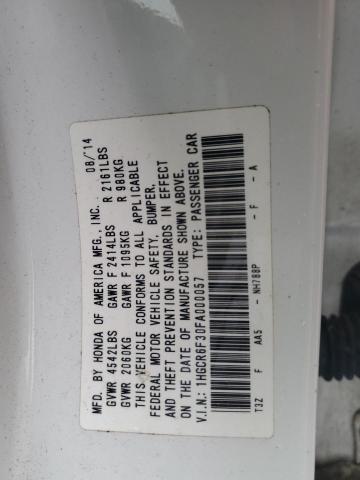 MFD. BY HONDA OF AMERICA MFG., INC. 08/'14
GVWR 4542LBS GAWR F 2414LBS R 2161LBS
GVWR 2060KG GAWR F 1095KG R 980KG
THIS VEHICLE CONFORMS TO ALL APPLICABLE
FEDERAL MOTOR VEHICLE SAFETY, BUMPER,
AND THEFT PREVENTION STANDARDS IN EFFECT
ON THE DATE OF MANUFACTURE SHOWN ABOVE.
V.I.N.: 1HGCR6F30FA000057 TYPE: PASSENGER CAR
T3Z F AA5 - NH788P - F - A